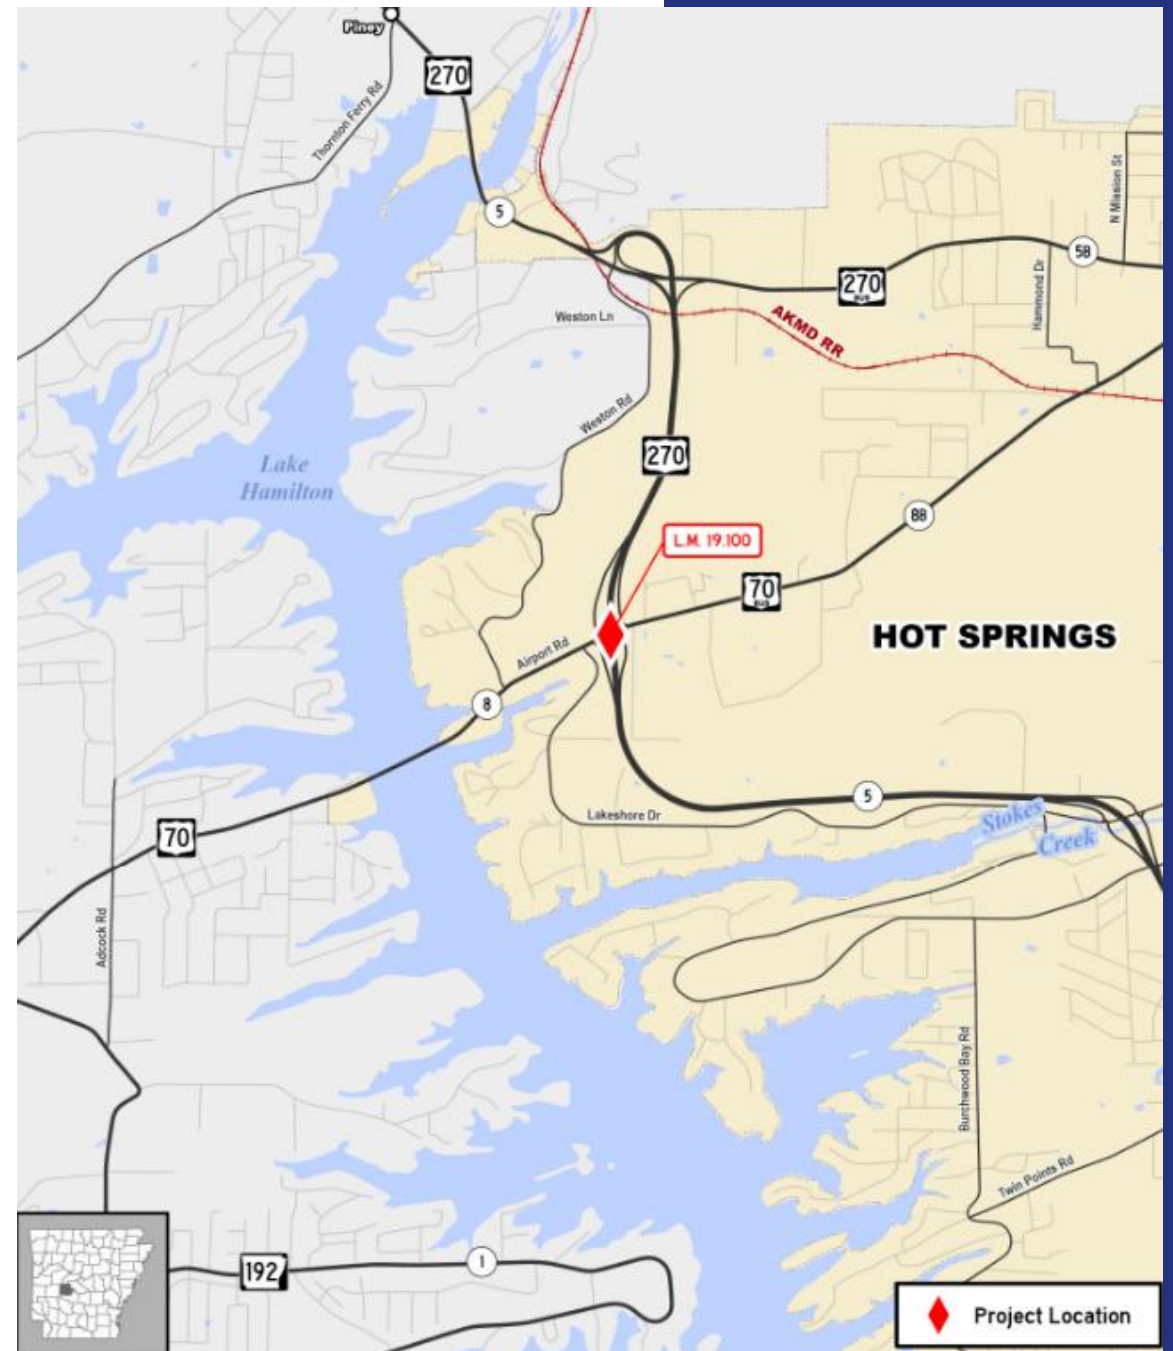 Piney
270
Thornton Ferry Rd
5
N Mission St
5B
Hammond Dr
270
BUS
Weston Ln
AKMD RR
Weston Rd
270
Lake
Hamilton
8B
L.M. 19.100
70
BUS
HOT SPRINGS
Airport Rd
8
5
Lakeshore Dr
Stokes
Creek
70
Adcock Rd
Burchwood Bay Rd
Twin Points Rd
192
1
Project Location